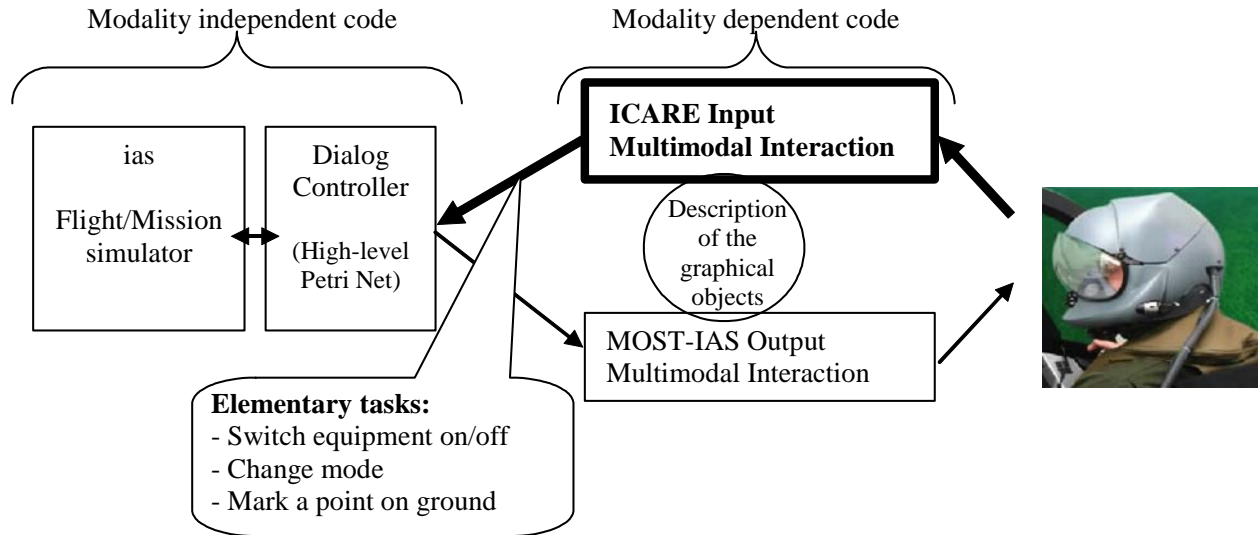 Modality independent code
Modality dependent code
ias
Flight/Mission
simulator
Dialog
Controller
(High-level
Petri Net)
ICARE Input
Multimodal Interaction
Description
of the
graphical
objects
MOST-IAS Output
Multimodal Interaction
Elementary tasks:
- Switch equipment on/off
- Change mode
- Mark a point on ground